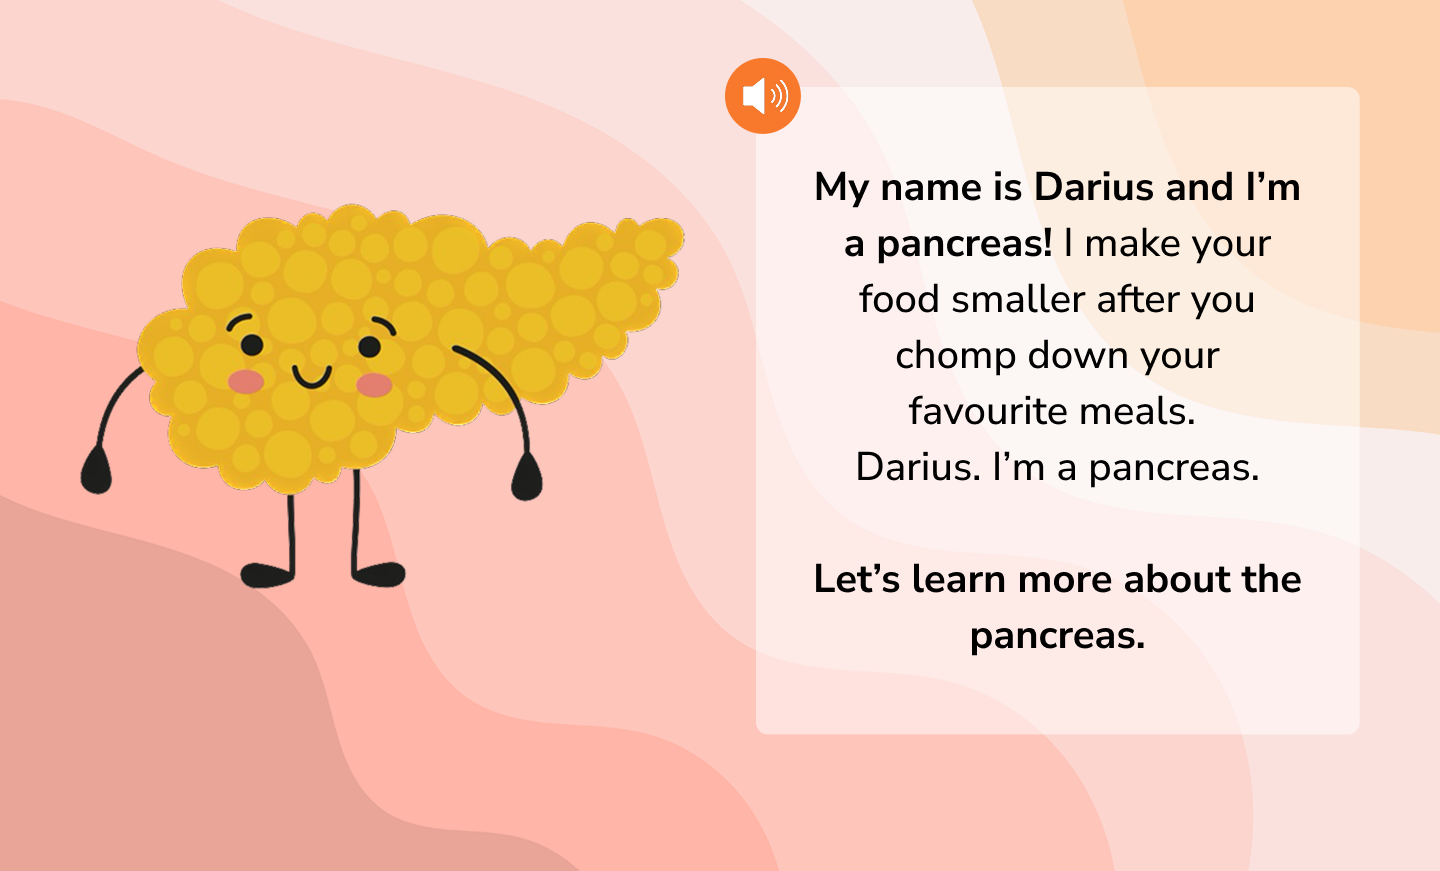 My name is Darius and I’m
a pancreas! I make your
food smaller after you
chomp down your
favourite meals.
Darius. I’m a pancreas.
Let’s learn more about the
pancreas.